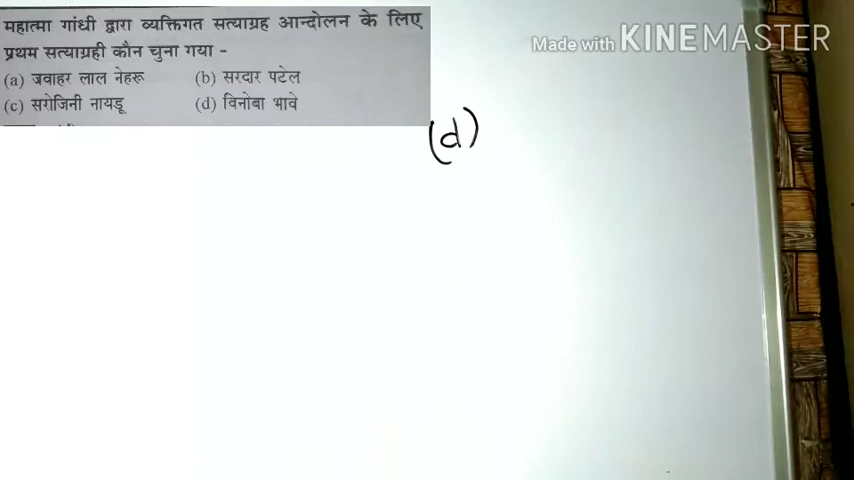 महात्मा गांधी द्वारा व्यक्तिगत सत्याग्रह आन्दोलन के लिए
प्रथम सत्याग्रही कौन चुना गया -
(a) जवाहर लाल नेहरू (b) सरदार पटेल
(c) सरोजिनी नायडू (d) विनोबा भावे
(d)
Made with KINEMASTER